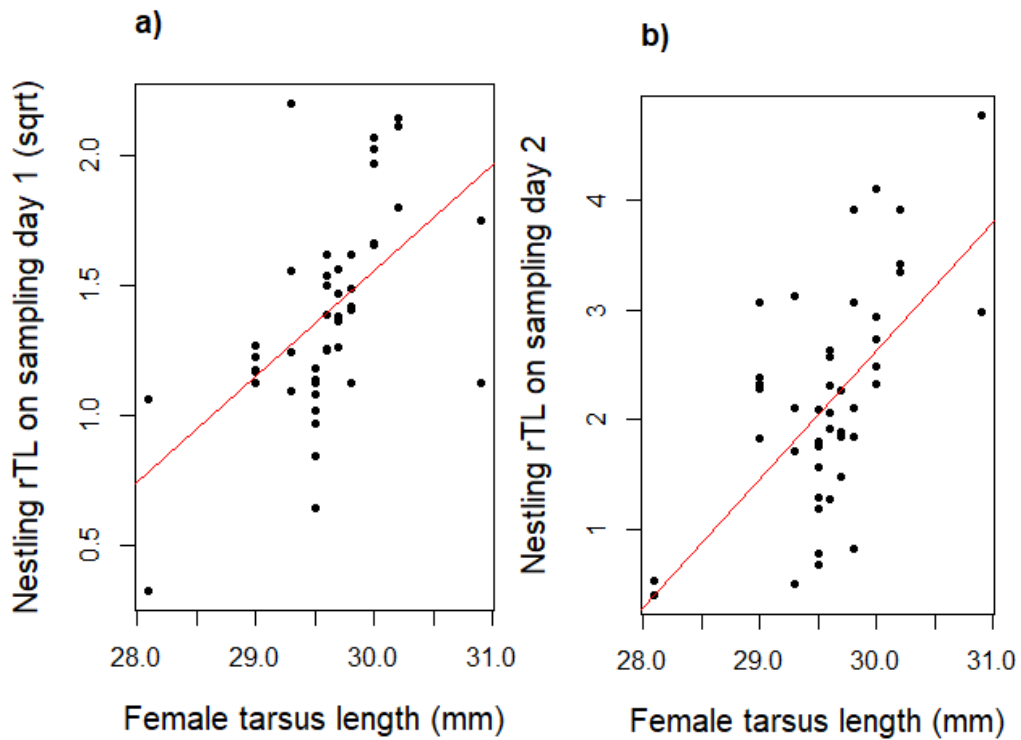 a)
Nestling rTL on sampling day 1 (sqrt)
2.0
1.5
1.0
0.5
28.0 29.0 30.0 31.0
Female tarsus length (mm)
b)
Nestling rTL on sampling day 2
4
3
2
1
28.0 29.0 30.0 31.0
Female tarsus length (mm)